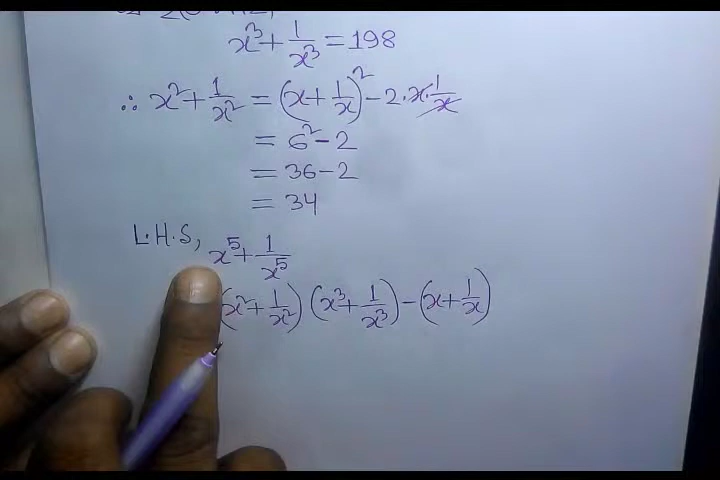 x³ + 1/x³ = 198
∴ x² + 1/x² = (x + 1/x)² - 2·x·1/x
= 6² - 2
= 36 - 2
= 34
L.H.S, x⁵ + 1/x⁵
(x² + 1/x²) (x³ + 1/x³) - (x + 1/x)